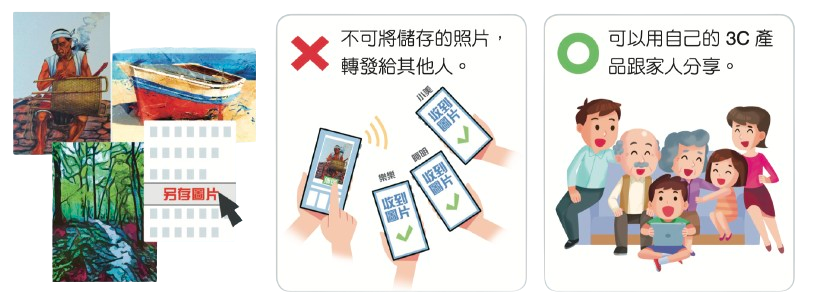 另存圖片
不可將儲存的照片，
轉發給其他人。
小美
收到
圖片
簡明
收到
圖片
樂樂
收到
圖片
可以用自己的 3C 產
品跟家人分享。